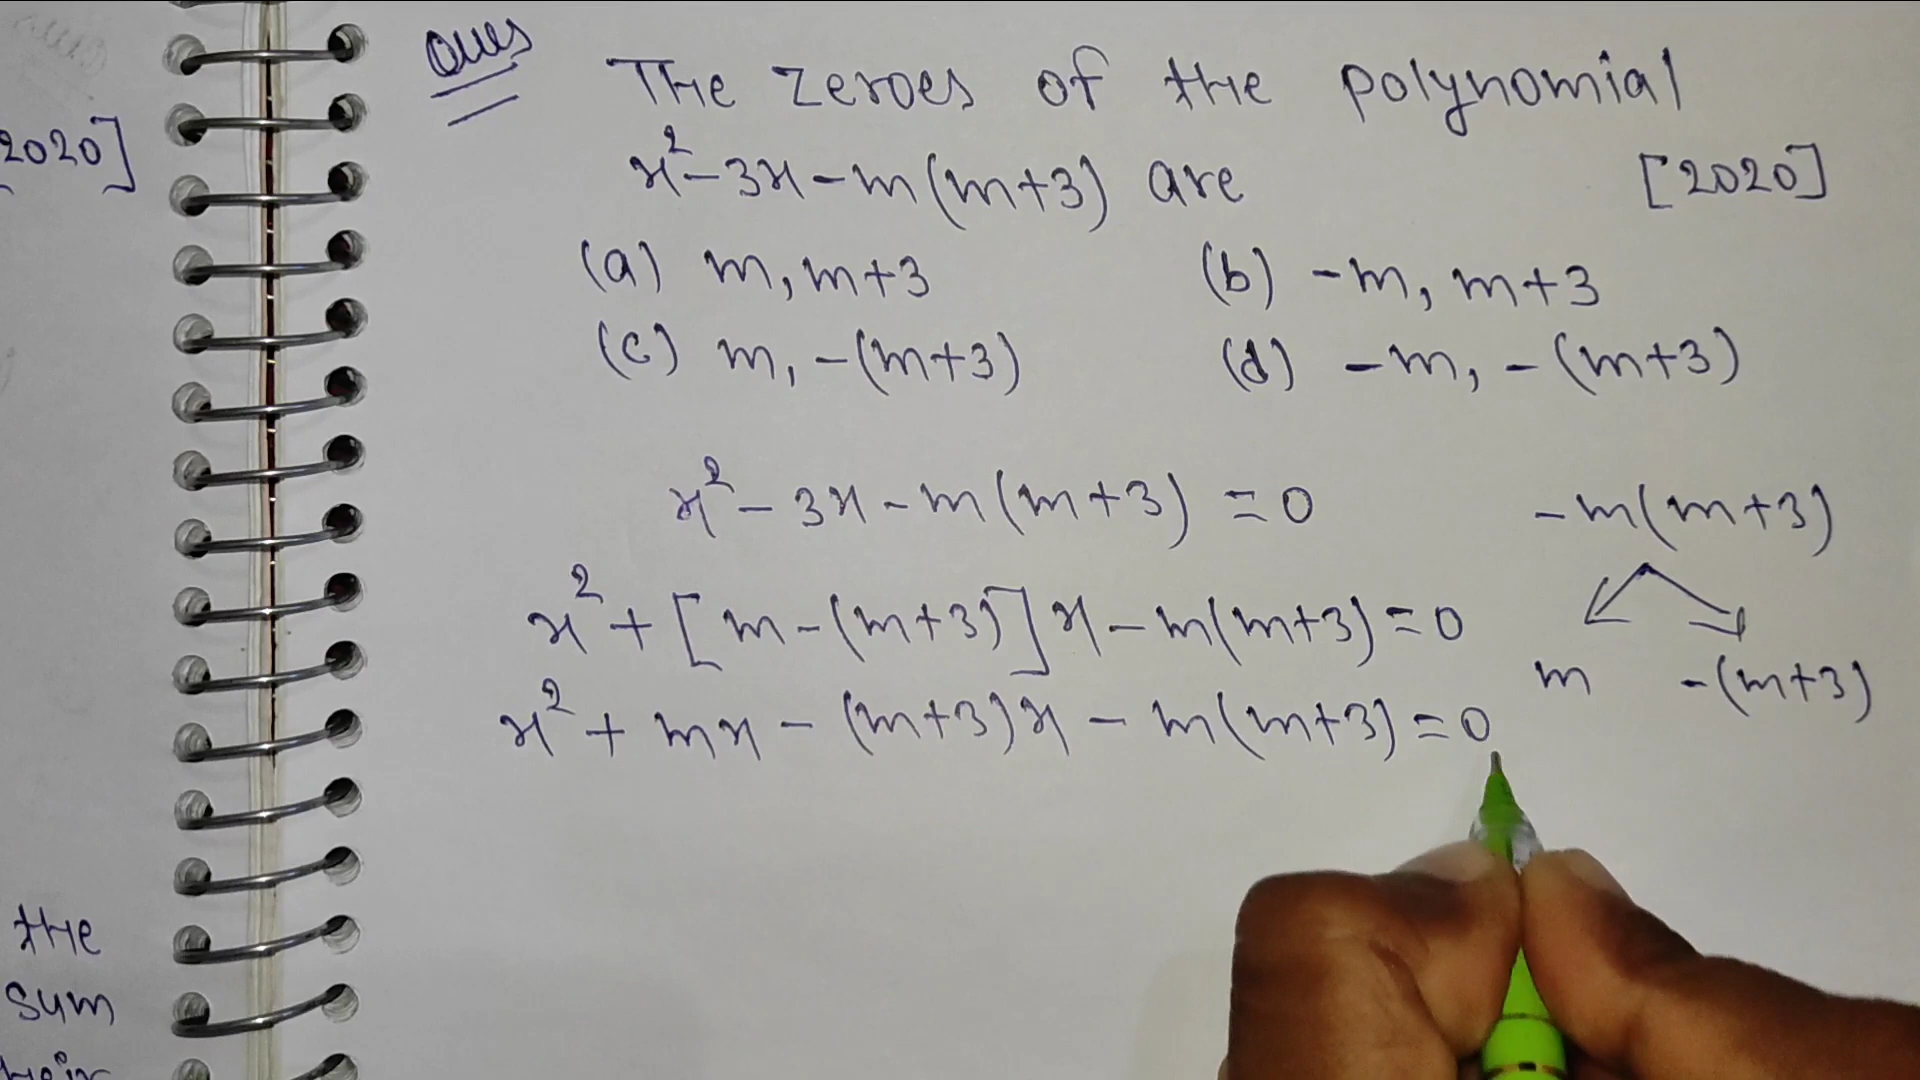 2020]
the
sum
Ques
The zeroes of the polynomial
x² - 3x - m(m+3) are [2020]
(a) m, m+3 (b) -m, m+3
(c) m, -(m+3) (d) -m, -(m+3)
x² - 3x - m(m+3) = 0
x² + [m - (m+3)]x - m(m+3) = 0
x² + mx - (m+3)x - m(m+3) = 0
-m(m+3)
m -(m+3)